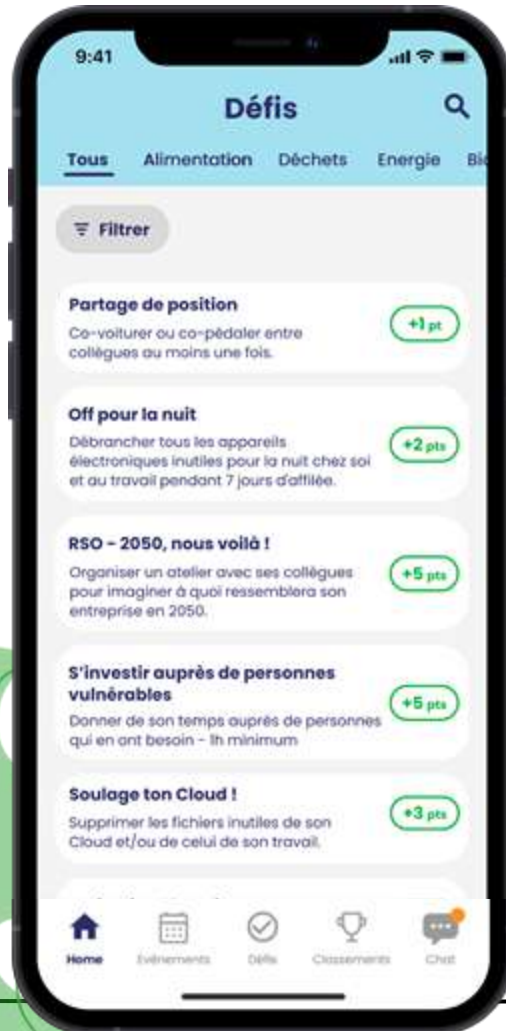 9:41
Défis
Tous Alimentation Déchets Energie
Filtrer
Partage de position
Co-voiturer ou co-pédaler entre
collègues au moins une fois.
+1 pt
Off pour la nuit
Débrancher tous les appareils
électroniques inutiles pour la nuit chez soi
et au travail pendant 7 jours d'affilée.
+2 pts
RSO - 2050, nous voilà !
Organiser un atelier avec ses collègues
pour imaginer à quoi ressemblera son
entreprise en 2050.
+5 pts
S'investir auprès de personnes
vulnérables
Donner de son temps auprès de personnes
qui en ont besoin - 1h minimum
+5 pts
Soulage ton Cloud !
Supprimer les fichiers inutiles de son
Cloud et/ou de celui de son travail.
+3 pts
Home Evénements Défis Classements Chat